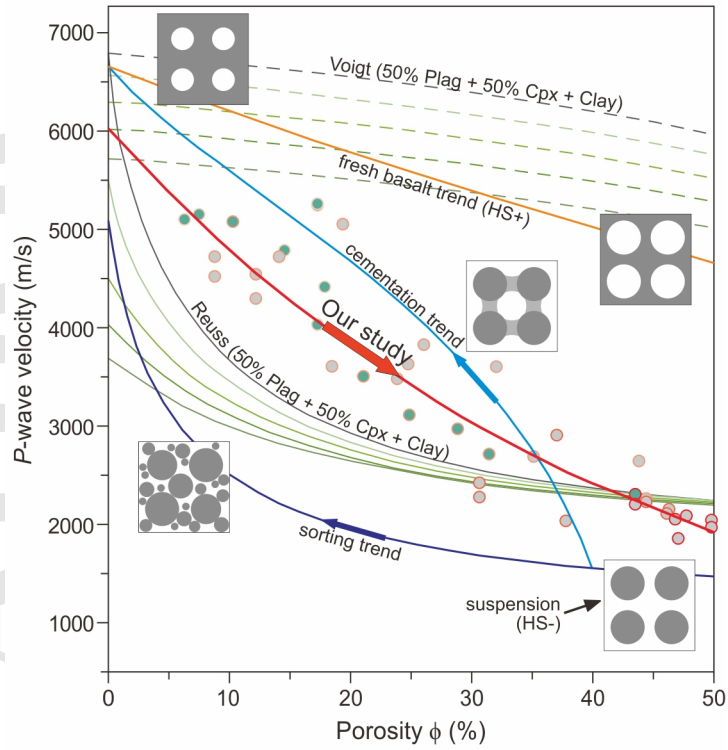 7000
6000
5000
4000
3000
2000
1000
P-wave velocity (m/s)
Voigt (50% Plag + 50% Cpx + Clay)
fresh basalt trend (HS+)
cementation trend
Our study
Reuss (50% Plag + 50% Cpx + Clay)
sorting trend
suspension
(HS-)
0
10
20
30
40
50
Porosity ϕ (%)